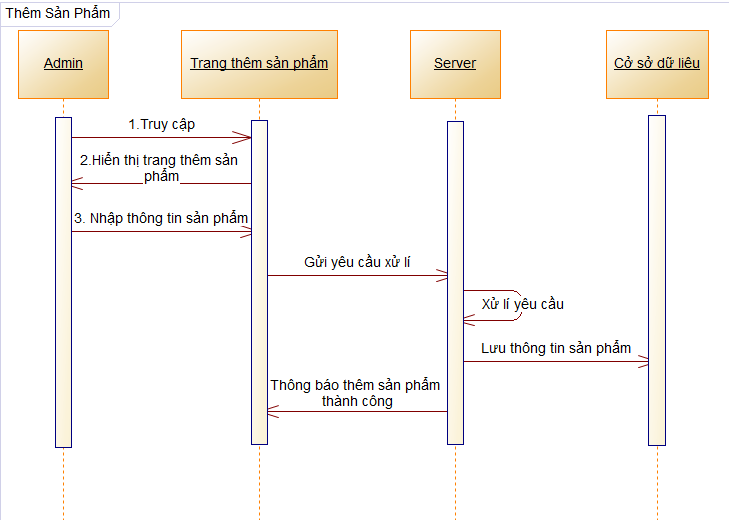 Thêm Sản Phẩm
Admin
Trang thêm sản phẩm
Server
Cở sở dữ liêu
1.Truy cập
2.Hiển thị trang thêm sản
phẩm
3. Nhập thông tin sản phẩm
Gửi yêu cầu xử lí
Xử lí yêu cầu
Lưu thông tin sản phẩm
Thông báo thêm sản phẩm
thành công